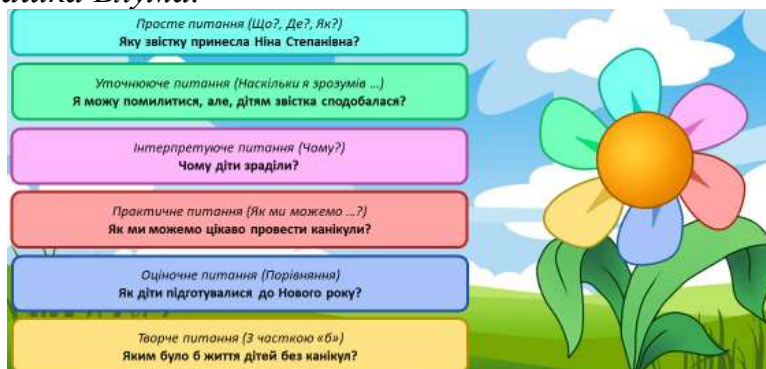 Блума.
Просте питання (Що?, Де?, Як?)
Яку звістку принесла Ніна Степанівна?
Уточнююче питання (Наскільки я зрозумів ...)
Я можу помилитися, але, дітям звістка сподобалася?
Інтерпретуюче питання (Чому?)
Чому діти зраділи?
Практичне питання (Як ми можемо ...?)
Як ми можемо цікаво провести канікули?
Оціночне питання (Порівняння)
Як діти підготувалися до Нового року?
Творче питання (З часткою «б»)
Яким було б життя дітей без канікул?